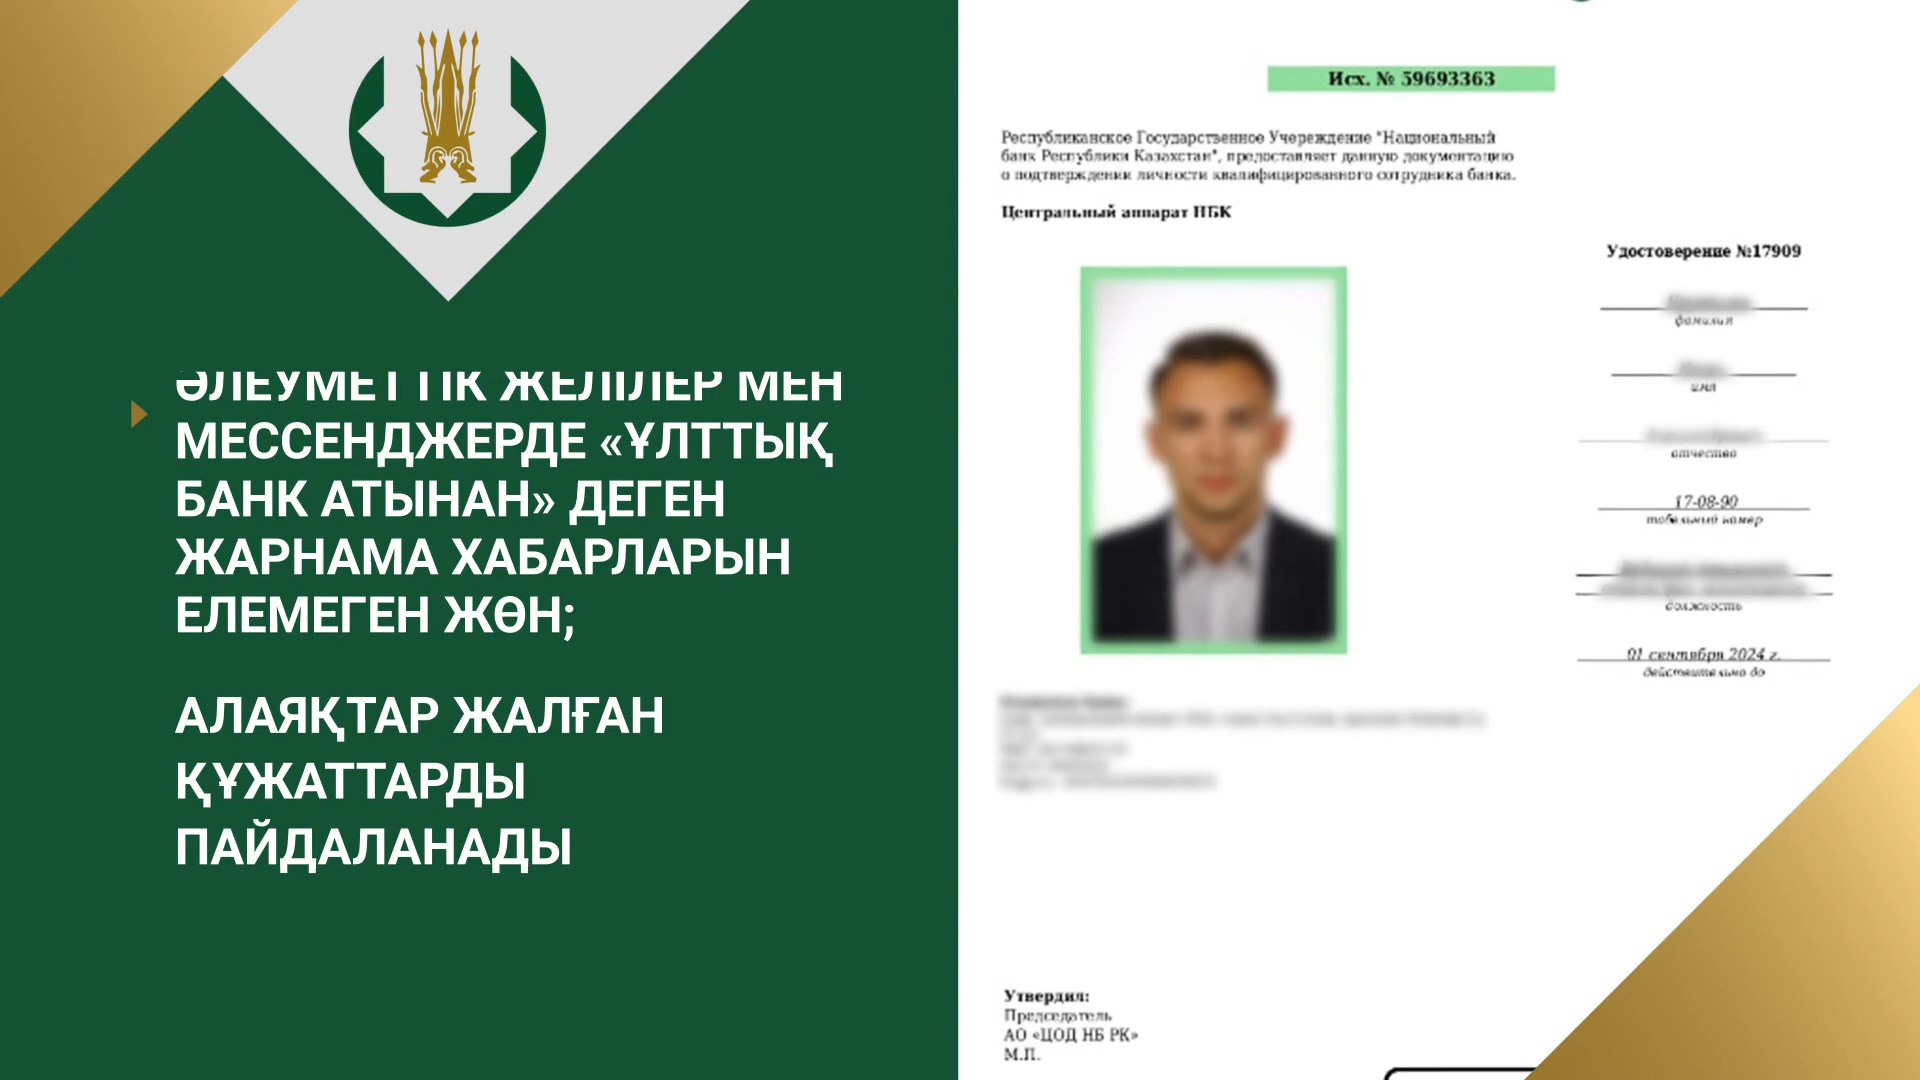 ӘЛЕУМЕТТІК ЖЕЛІЛЕР МЕН
МЕССЕНДЖЕРДЕ «ҰЛТТЫҚ
БАНК АТЫНАН» ДЕГЕН
ЖАРНАМА ХАБАРЛАРЫН
ЕЛЕМЕГЕН ЖӨН;
АЛАЯҚТАР ЖАЛҒАН
ҚҰЖАТТАРДЫ
ПАЙДАЛАНАДЫ
Исх. № 59693363
Республиканское Государственное Учереждение "Национальный
банк Республики Казахстан", предоставляет данную документацию
о подтверждении личности квалифицированного сотрудника банка.
Центральный аппарат НБК
Удостоверение №17909
фамилия
имя
отчество
17-08-90
табельный номер
должность
01 сентября 2024 г.
действительно до
Утвердил:
Председатель
АО «ЦОД НБ РК»
М.П.